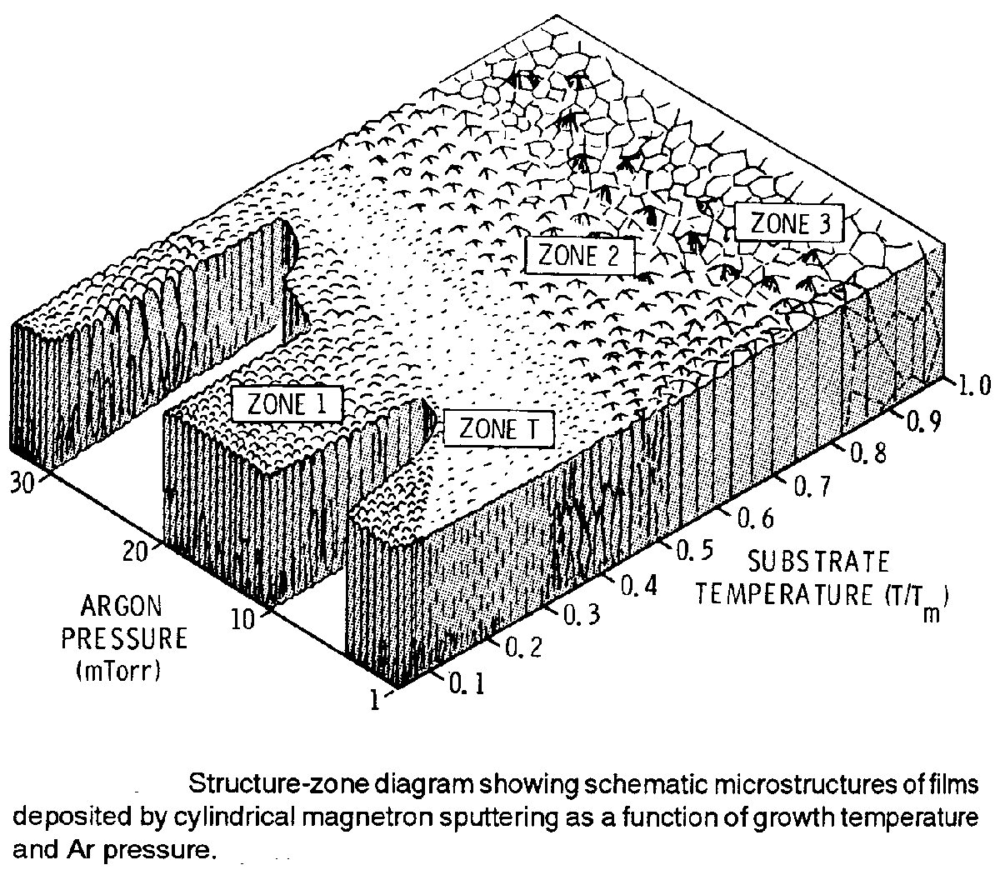 ZONE 3
ZONE 2
ZONE 1
ZONE T
1.0
0.9
0.8
0.7
0.6
0.5
0.4
0.3
0.2
0.1
SUBSTRATE
TEMPERATURE (T/Tm)
30
20
10
1
ARGON
PRESSURE
(mTorr)
Structure-zone diagram showing schematic microstructures of films
deposited by cylindrical magnetron sputtering as a function of growth temperature
and Ar pressure.